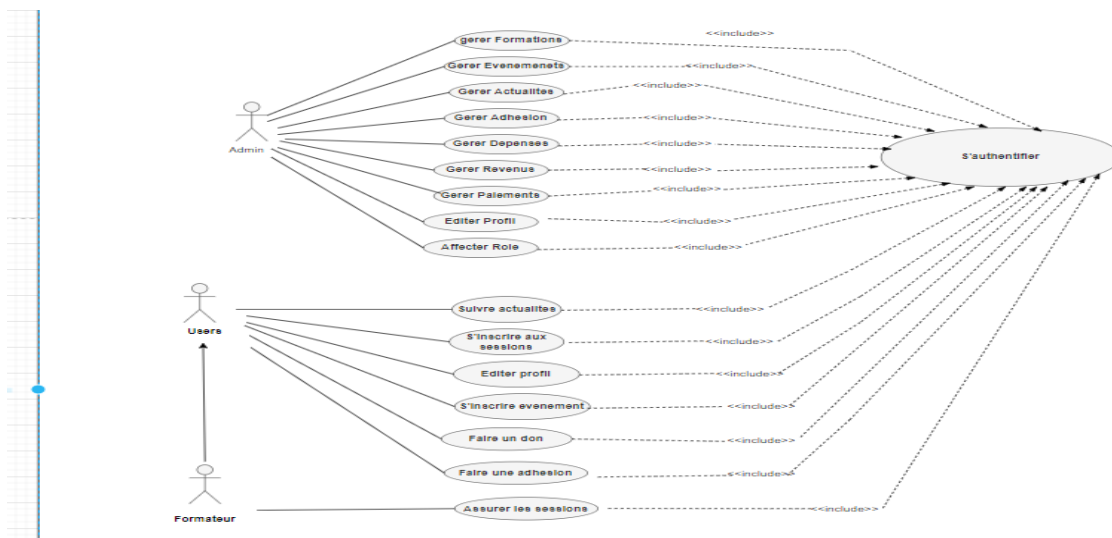 gerer Formations
<<include>>
Gerer Evenemenets
<<include>>
Gerer Actualites
<<include>>
Admin
Gerer Adhesion
<<include>>
Gerer Depenses
<<include>>
S'authentifier
Gerer Revenus
<<include>>
Gerer Paiements
<<include>>
Editer Profil
<<include>>
Affecter Role
<<include>>
Users
Suivre actualites
<<include>>
S'inscrire aux
sessions
<<include>>
Editer profil
<<include>>
S'inscrire evenement
<<include>>
Faire un don
<<include>>
Faire une adhesion
<<include>>
Formateur
Assurer les sessions
<<include>>